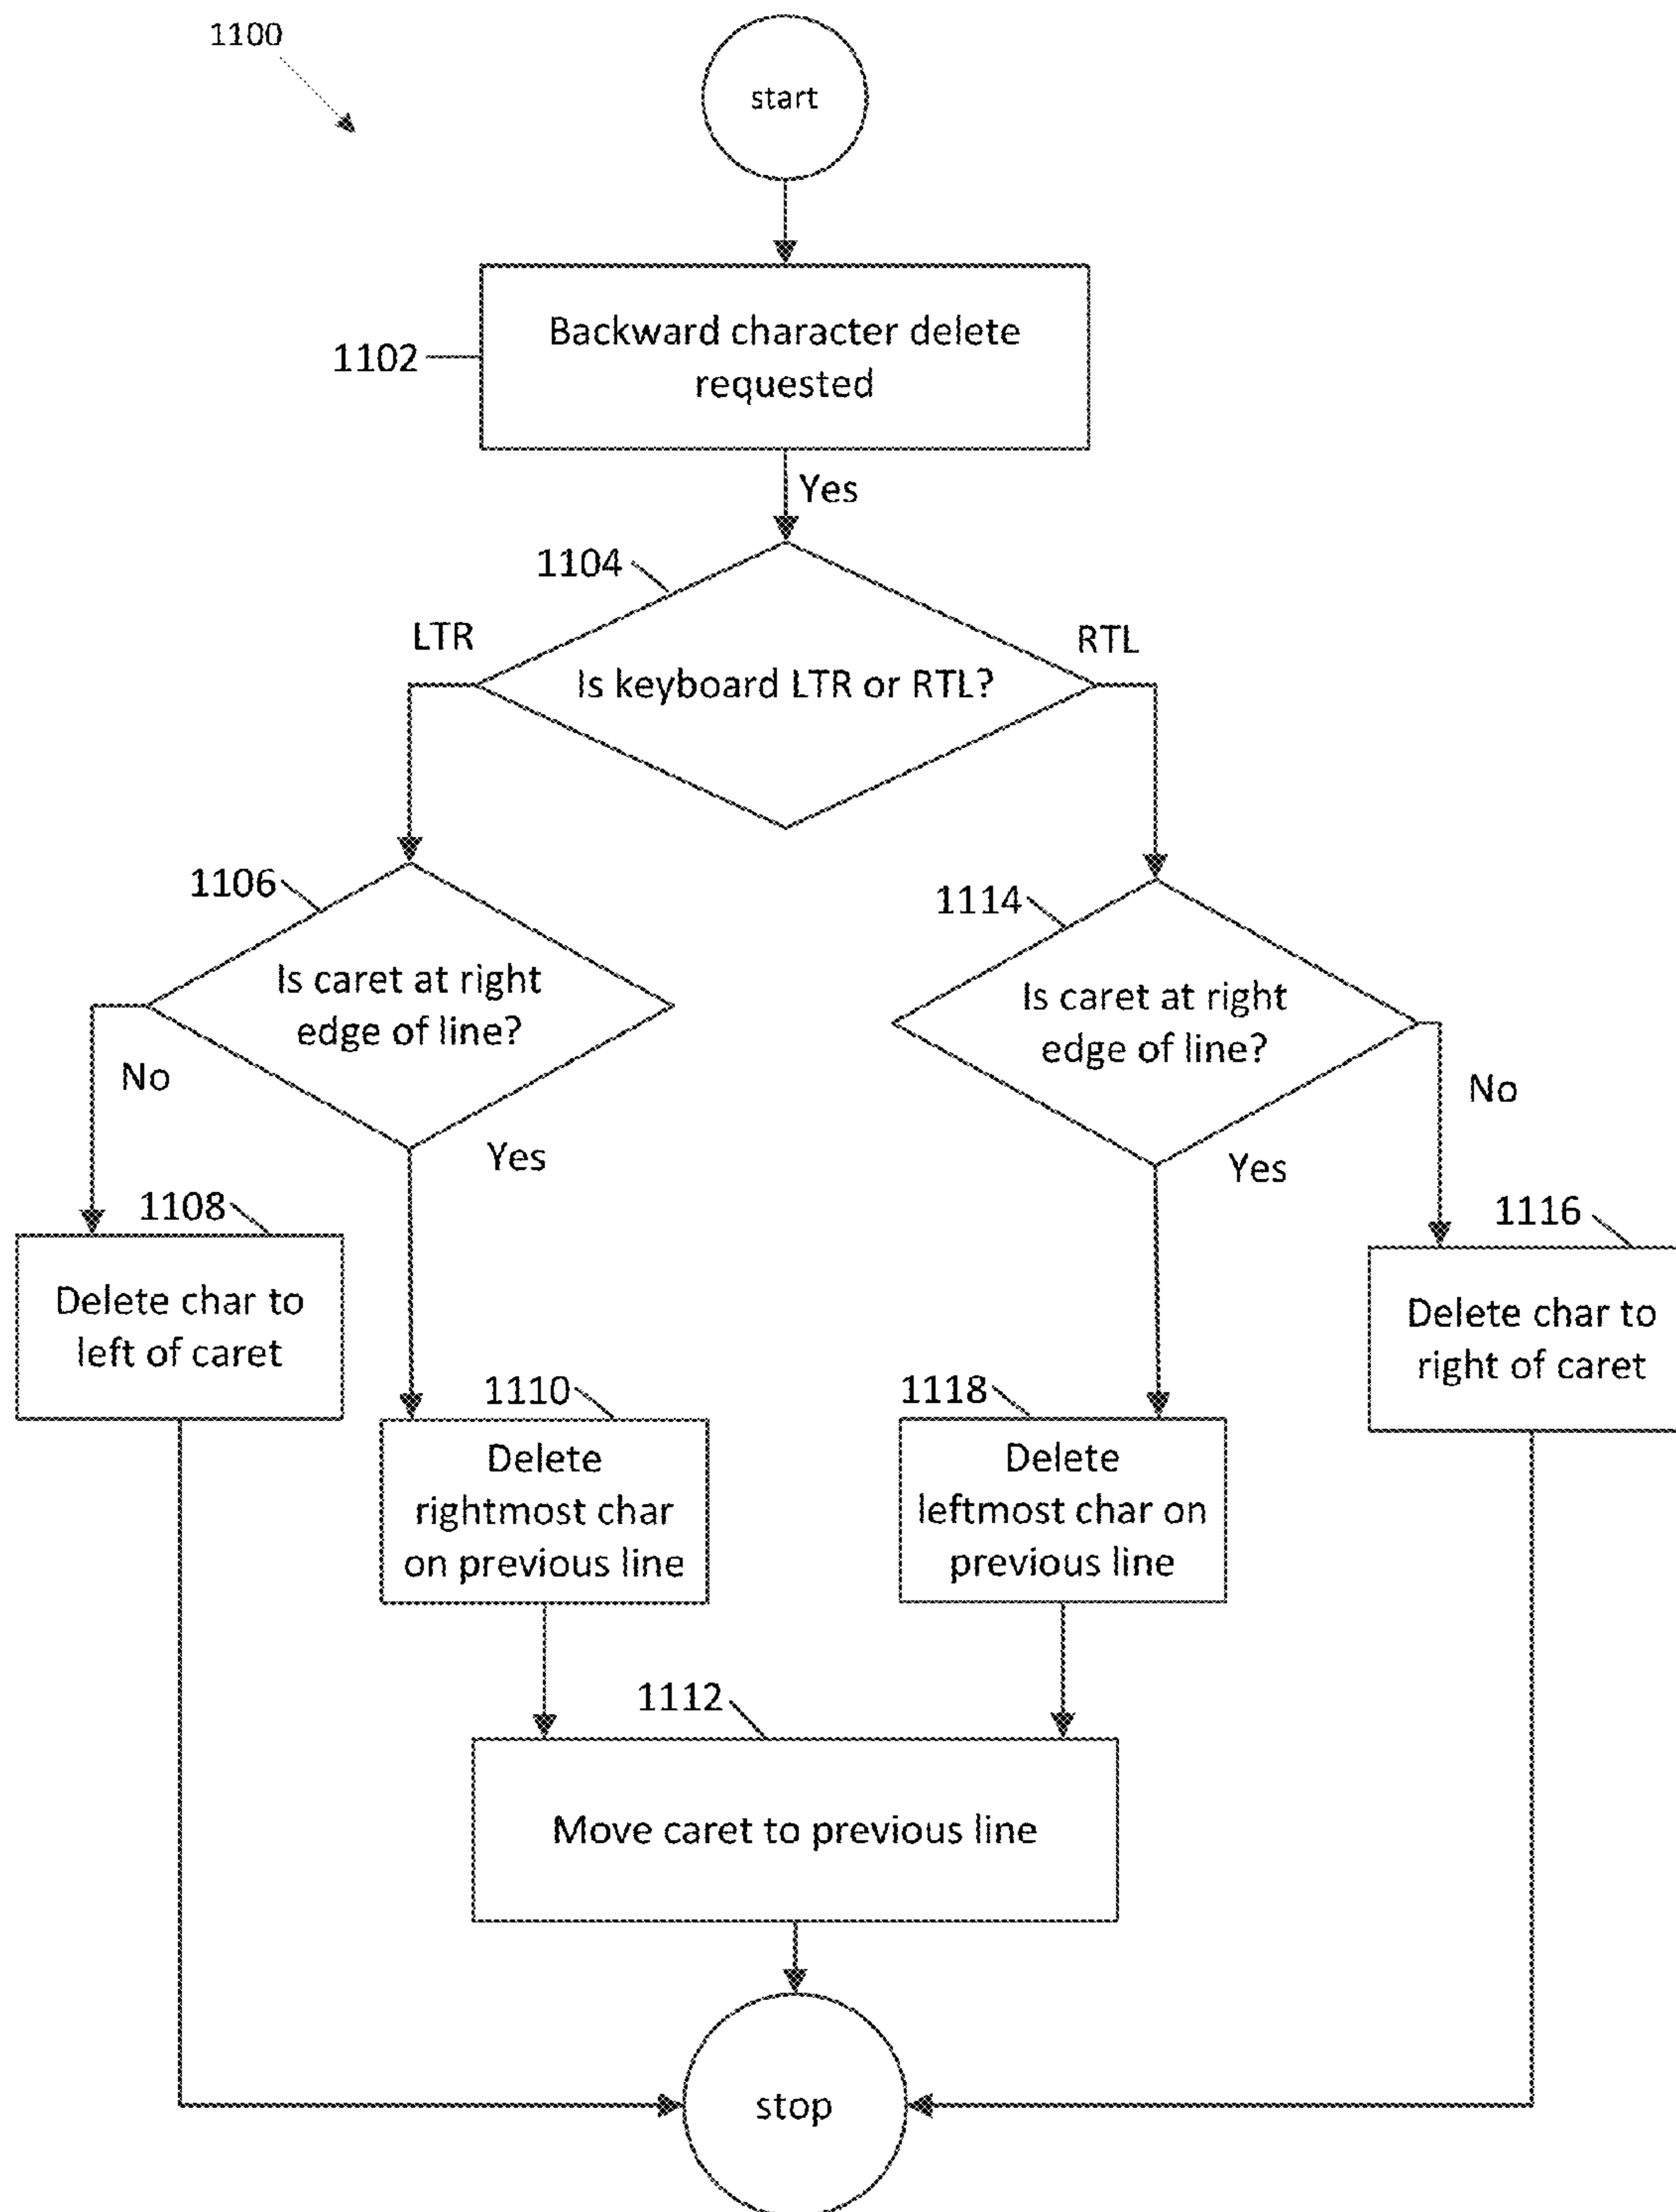 1100
start
1102
Backward character delete
requested
Yes
1104
LTR
RTL
Is keyboard LTR or RTL?
1106
Is caret at right
edge of line?
No
Yes
1114
Is caret at right
edge of line?
No
Yes
1108
Delete char to
left of caret
1116
Delete char to
right of caret
1110
Delete
rightmost char
on previous line
1118
Delete
leftmost char on
previous line
1112
Move caret to previous line
stop